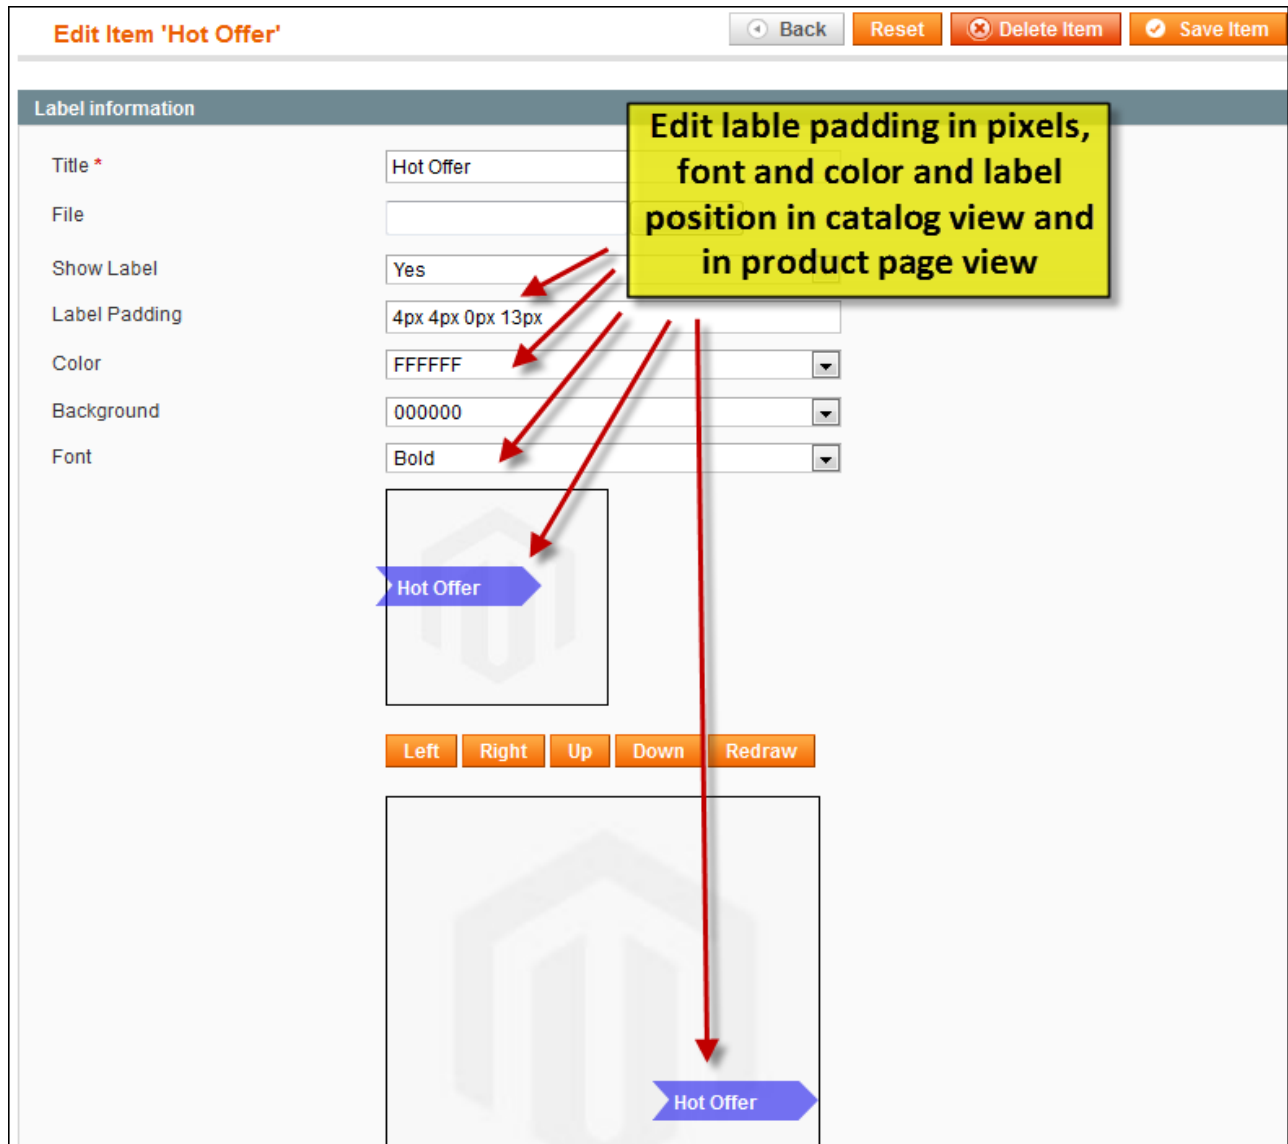 Edit Item 'Hot Offer'
Back
Reset
Delete Item
Save Item
Label information
Edit lable padding in pixels,
font and color and label
position in catalog view and
in product page view
Title *
Hot Offer
File
Show Label
Yes
Label Padding
4px 4px 0px 13px
Color
FFFFFF
Background
000000
Font
Bold
Hot Offer
Left
Right
Up
Down
Redraw
Hot Offer